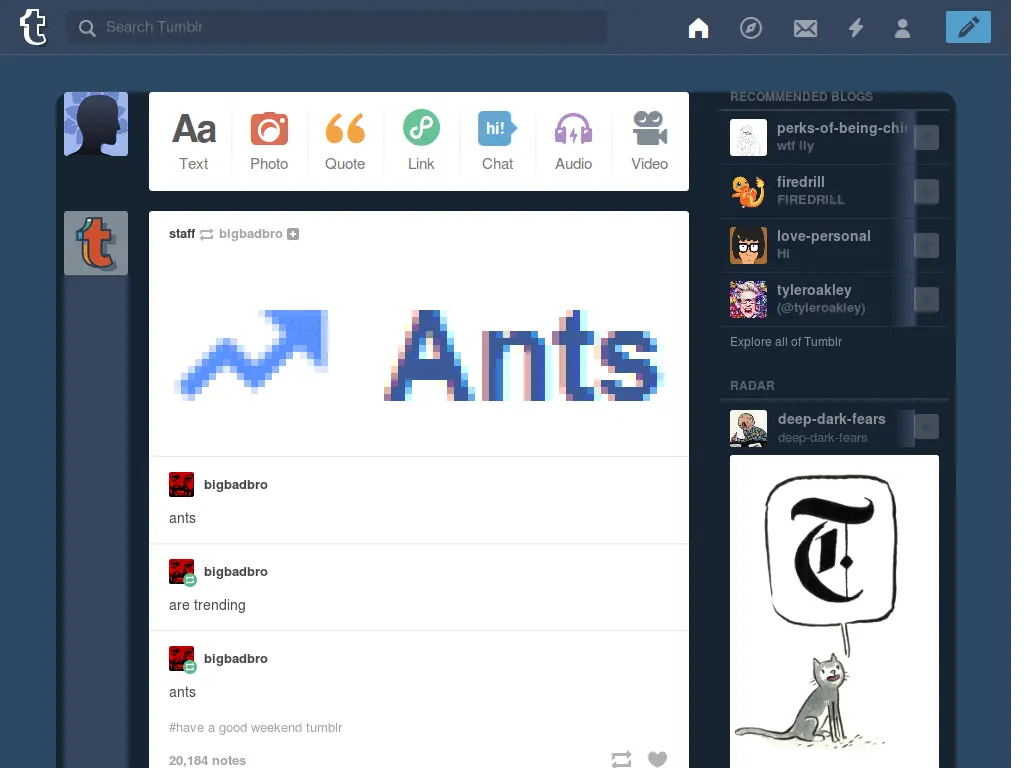 Search Tumblr
Aa
Text
Photo
Quote
Link
hi!
Chat
Audio
Video
staff bigbadbro
Ants
bigbadbro
ants
bigbadbro
are trending
bigbadbro
ants
#have a good weekend tumblr
20,184 notes
RECOMMENDED BLOGS
perks-of-being-chin
wtf lly
firedrill
FIREDRILL
love-personal
HI
tyleroakley
(@tyleroakley)
Explore all of Tumblr
RADAR
deep-dark-fears
deep-dark-fears
T